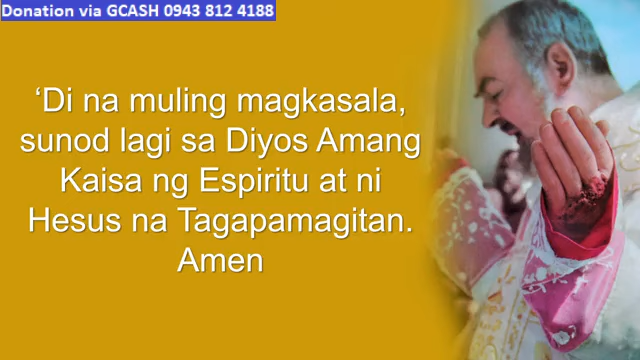 Donation via GCASH 0943 812 4188
‘Di na muling magkasala,
sunod lagi sa Diyos Amang
Kaisa ng Espiritu at ni
Hesus na Tagapamagitan.
Amen